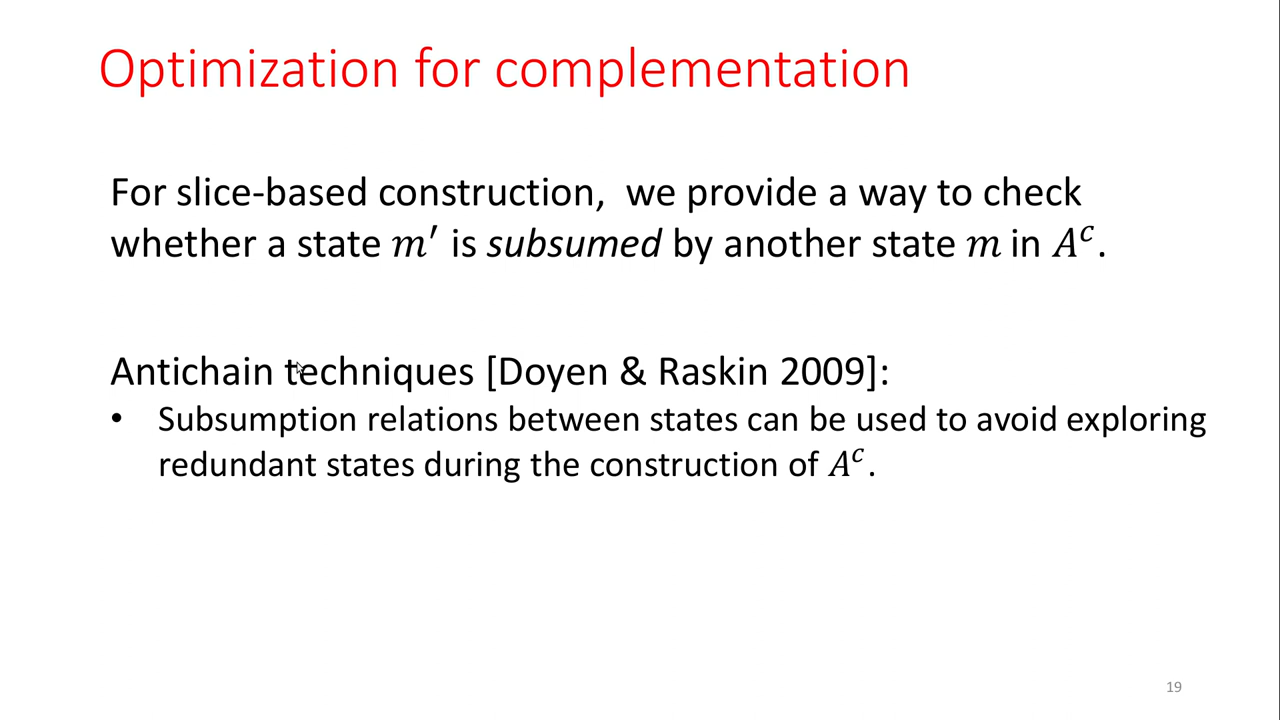 Optimization for complementation
For slice-based construction, we provide a way to check
whether a state m′ is subsumed by another state m in Aᶜ.
Antichain techniques [Doyen & Raskin 2009]:
• Subsumption relations between states can be used to avoid exploring
redundant states during the construction of Aᶜ.
19